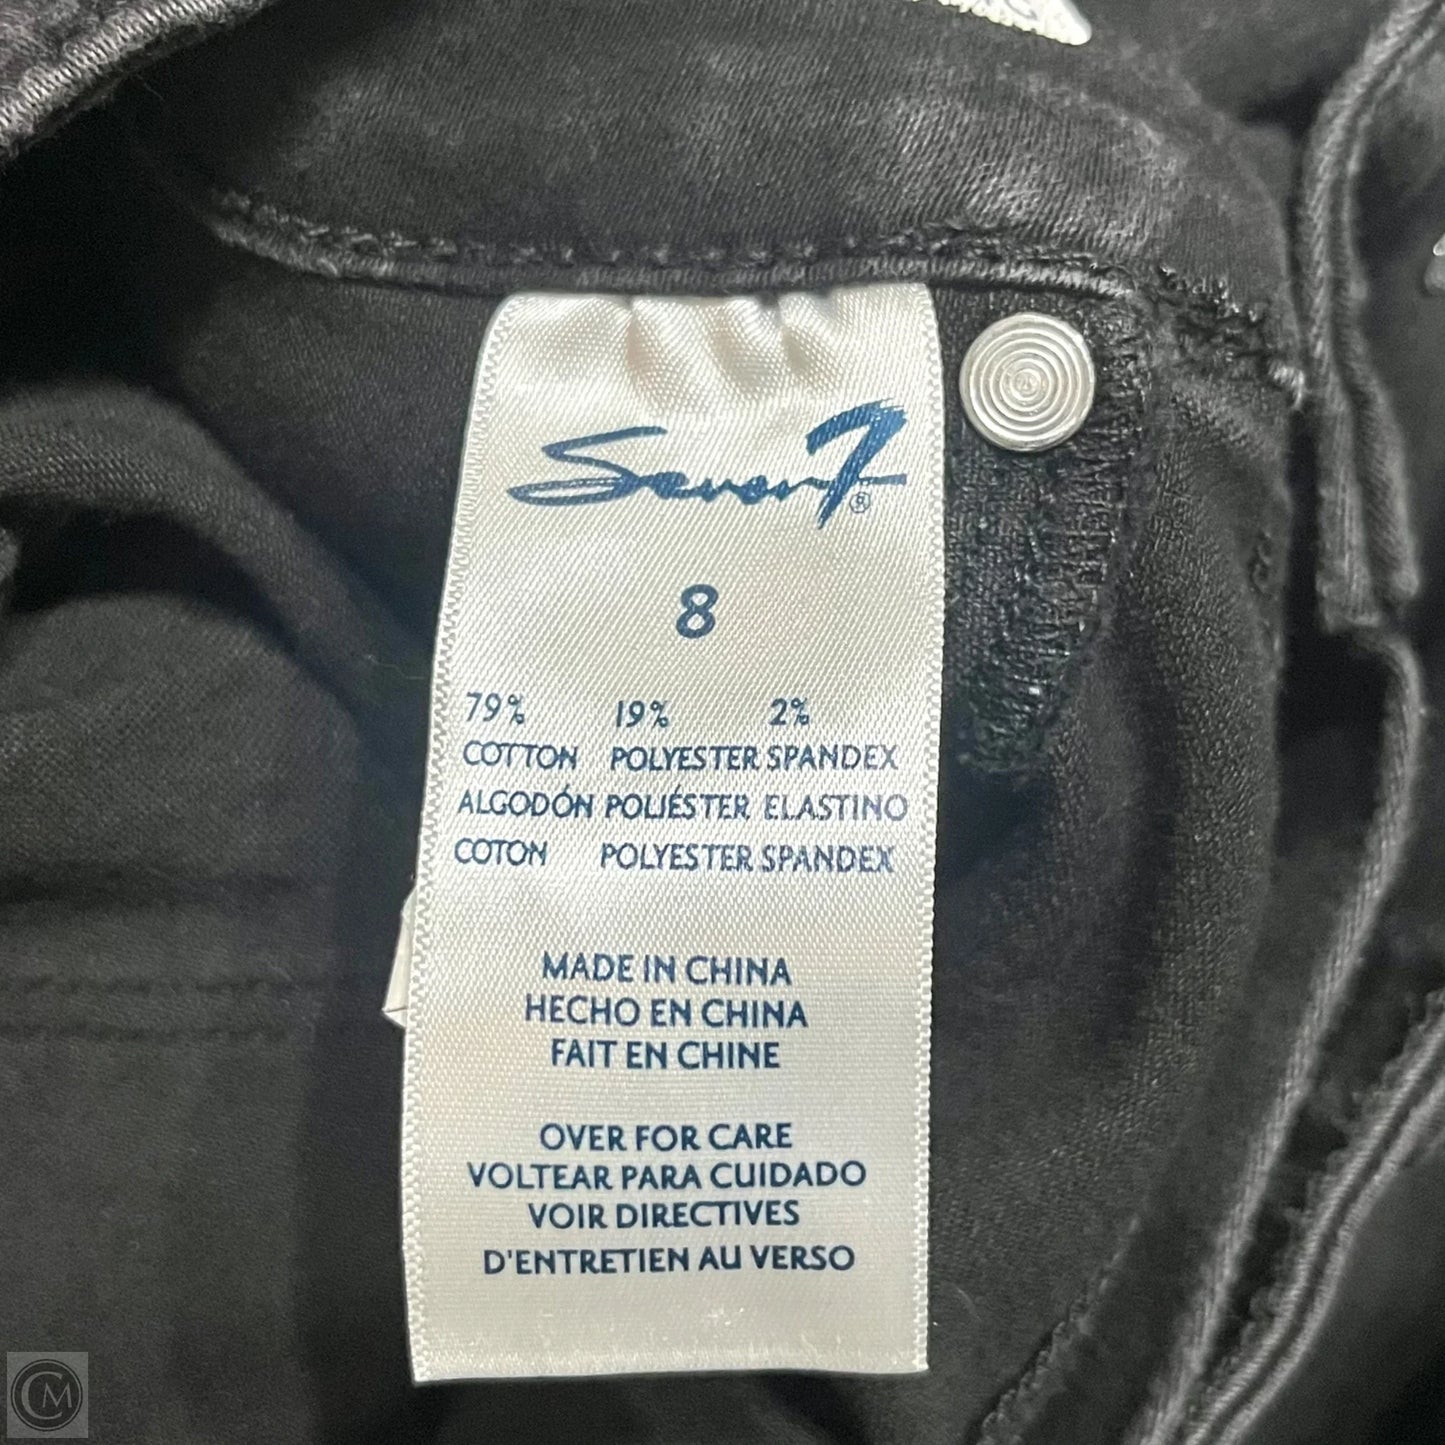 Seven7®
8
79% 19% 2%
COTTON POLYESTER SPANDEX
ALGODÓN POLIÉSTER ELASTINO
COTON POLYESTER SPANDEX
MADE IN CHINA
HECHO EN CHINA
FAIT EN CHINE
OVER FOR CARE
VOLTEAR PARA CUIDADO
VOIR DIRECTIVES
D'ENTRETIEN AU VERSO
CM